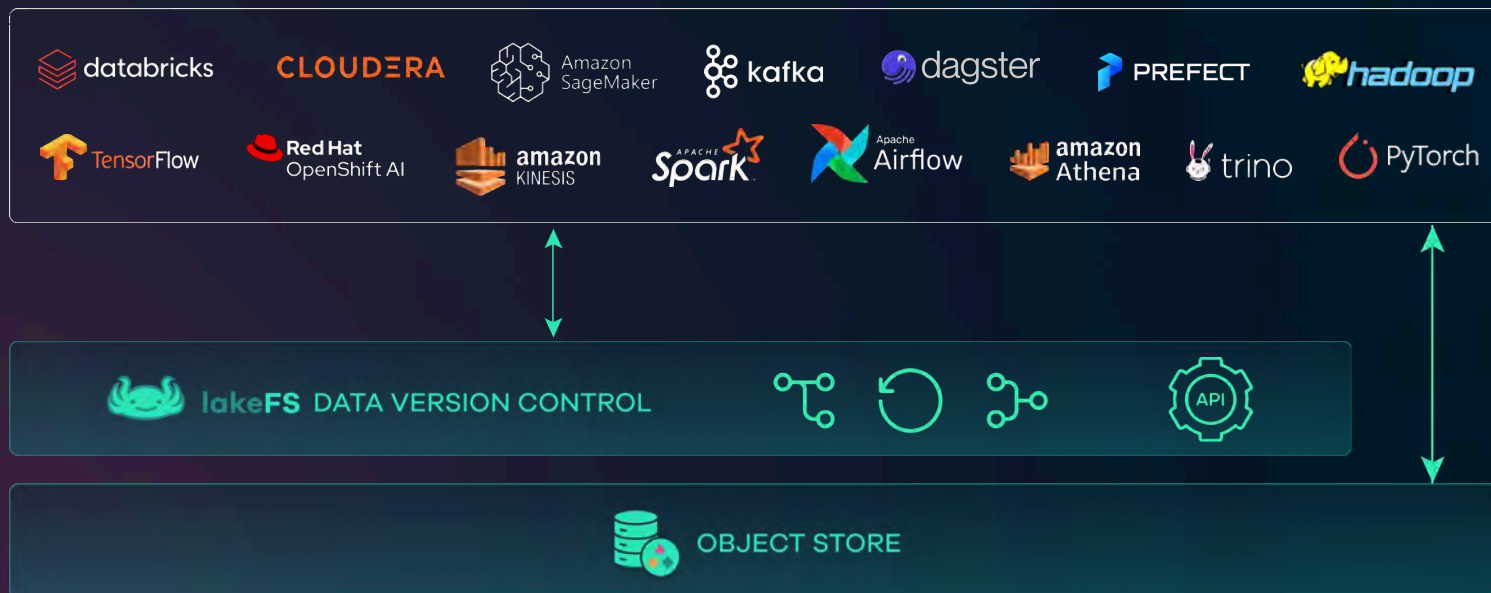 databricks
CLOUDERA
Amazon
SageMaker
kafka
dagster
PREFECT
hadoop
TensorFlow
Red Hat
OpenShift AI
amazon
KINESIS
APACHE
Spark
Apache
Airflow
amazon
Athena
trino
PyTorch
lakeFS DATA VERSION CONTROL
API
OBJECT STORE